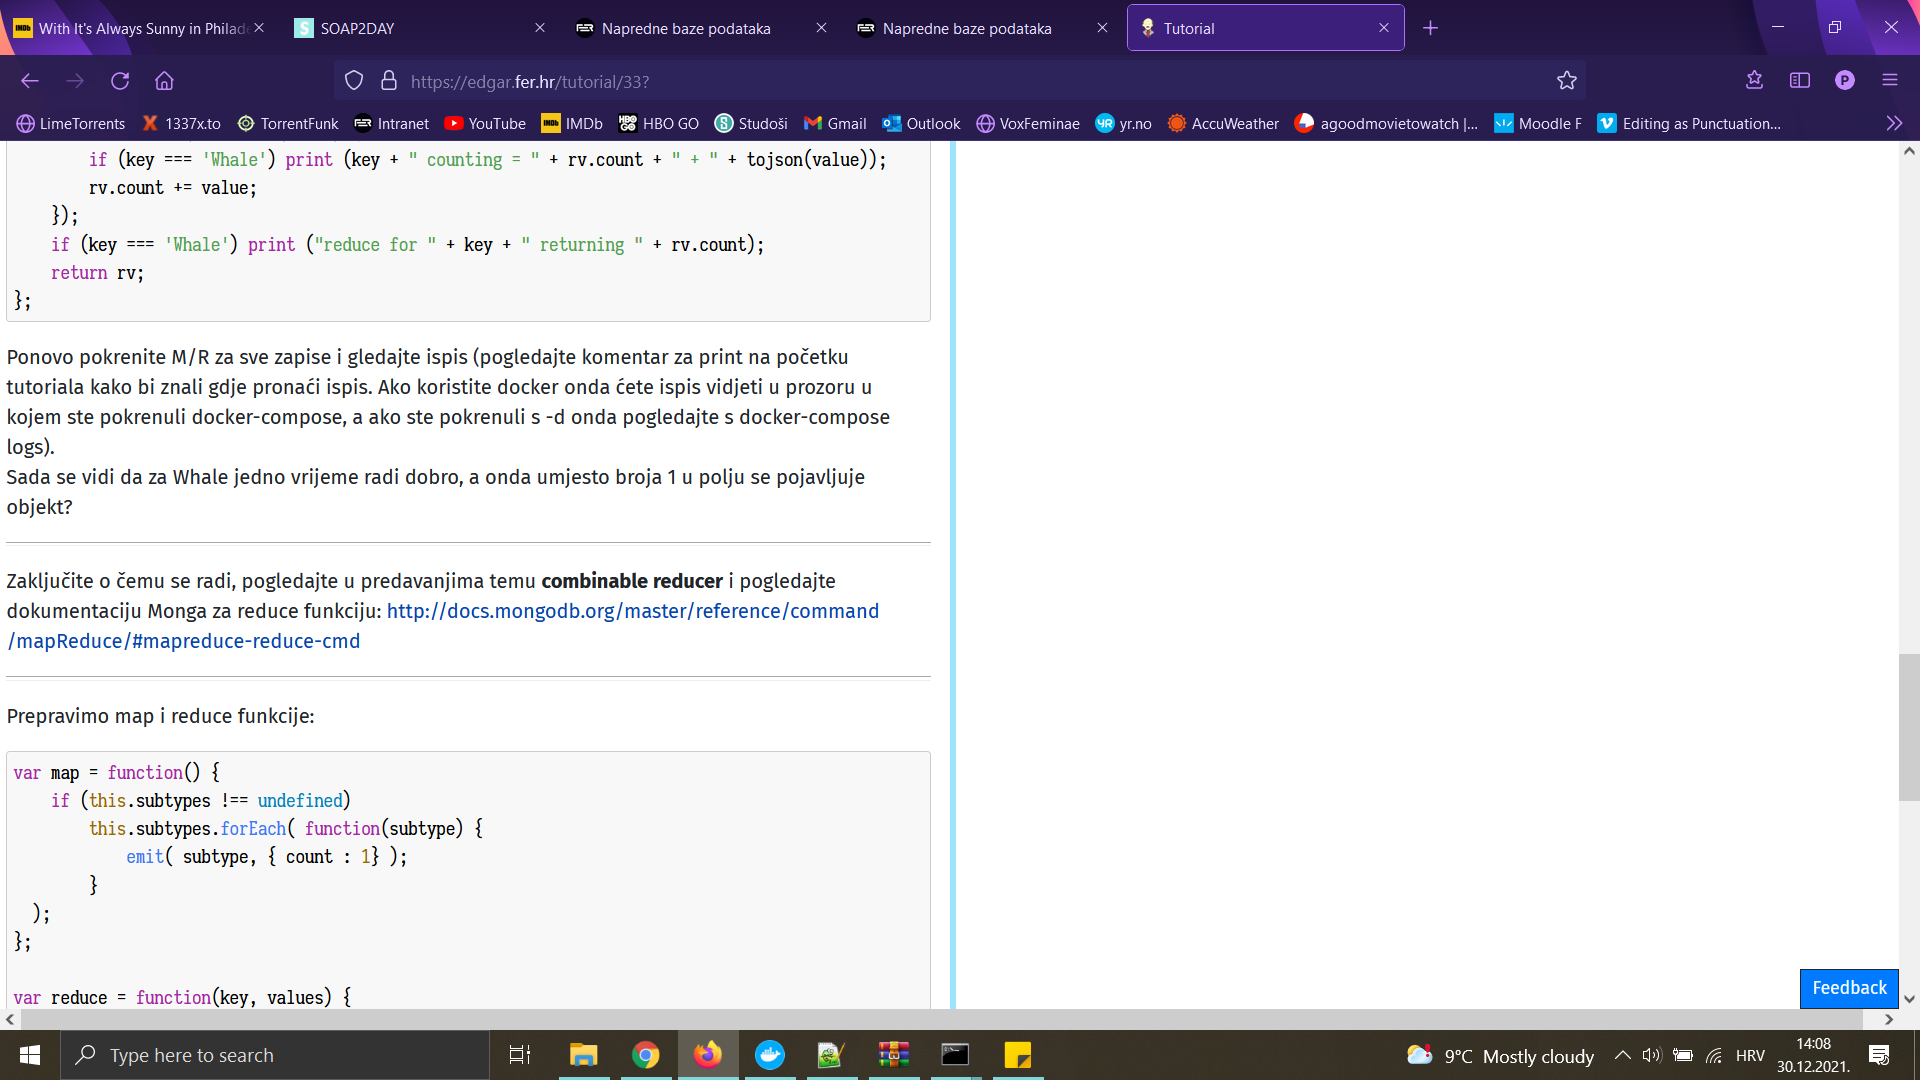 With It's Always Sunny in Philade
SOAP2DAY
Napredne baze podataka
Napredne baze podataka
Tutorial
https://edgar.fer.hr/tutorial/33?
LimeTorrents
1337x.to
TorrentFunk
Intranet
YouTube
IMDb
HBO GO
Studoši
Gmail
Outlook
VoxFeminae
yr.no
AccuWeather
agoodmovietowatch |...
Moodle F
Editing as Punctuation...
if (key === 'Whale') print (key + " counting = " + rv.count + " + " + tojson(value));
rv.count += value;
});
if (key === 'Whale') print ("reduce for " + key + " returning " + rv.count);
return rv;
};
Ponovo pokrenite M/R za sve zapise i gledajte ispis (pogledajte komentar za print na početku
tutoriala kako bi znali gdje pronaći ispis. Ako koristite docker onda ćete ispis vidjeti u prozoru u
kojem ste pokrenuli docker-compose, a ako ste pokrenuli s -d onda pogledajte s docker-compose
logs).
Sada se vidi da za Whale jedno vrijeme radi dobro, a onda umjesto broja 1 u polju se pojavljuje
objekt?
Zaključite o čemu se radi, pogledajte u predavanjima temu combinable reducer i pogledajte
dokumentaciju Monga za reduce funkciju: http://docs.mongodb.org/master/reference/command
/mapReduce/#mapreduce-reduce-cmd
Prepravimo map i reduce funkcije:
var map = function() {
if (this.subtypes !== undefined)
this.subtypes.forEach( function(subtype) {
emit( subtype, { count : 1} );
}
);
};
var reduce = function(key, values) {
Feedback
Type here to search
9°C Mostly cloudy
HRV
14:08
30.12.2021.